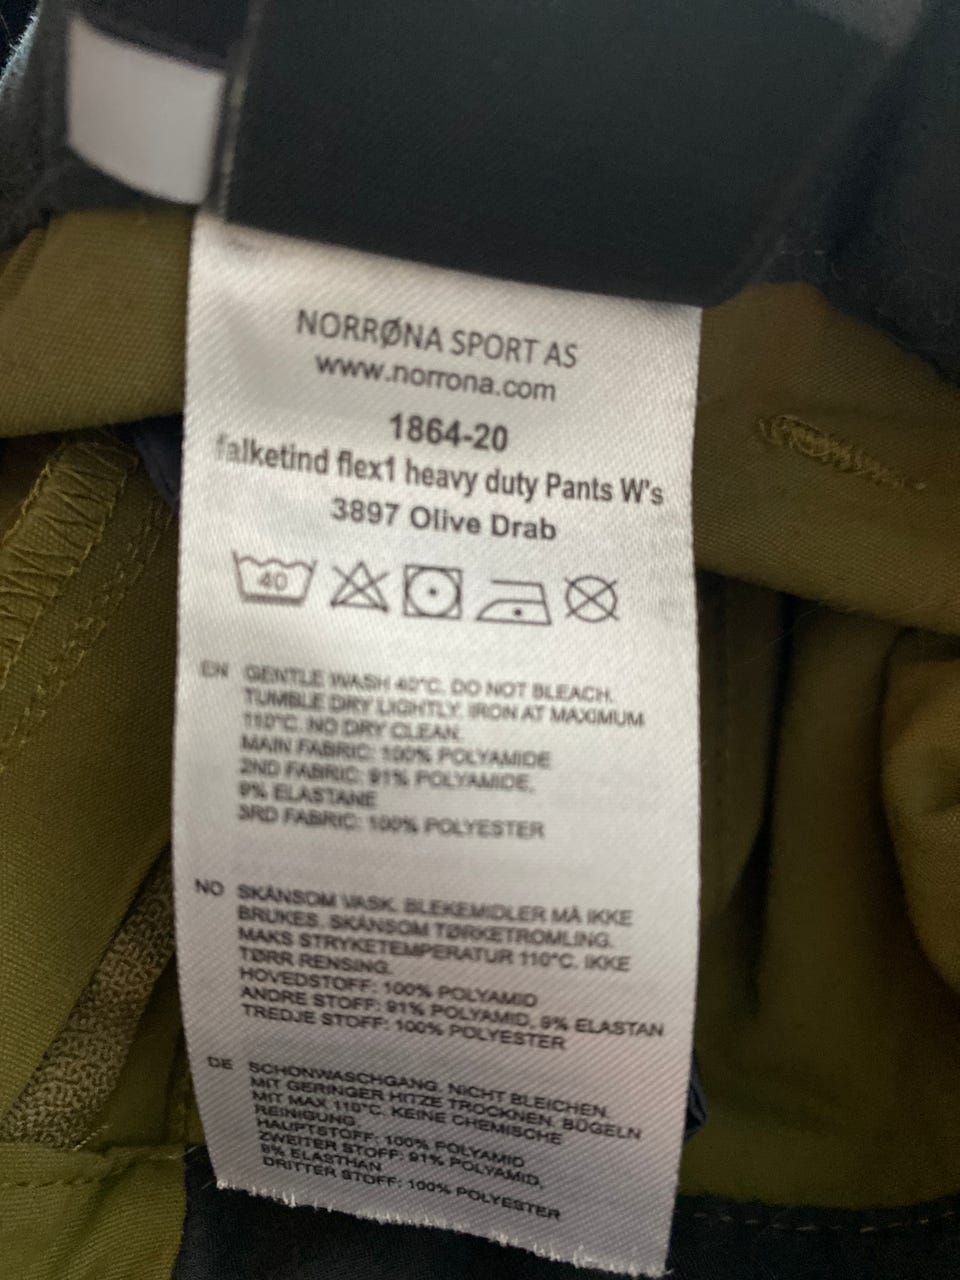 NORRØNA SPORT AS
www.norrona.com
1864-20
falketind flex1 heavy duty Pants W's
3897 Olive Drab
40
EN GENTLE WASH 40°C. DO NOT BLEACH.
TUMBLE DRY LIGHTLY. IRON AT MAXIMUM
110°C. NO DRY CLEAN.
MAIN FABRIC: 100% POLYAMIDE
2ND FABRIC: 91% POLYAMIDE,
9% ELASTANE
3RD FABRIC: 100% POLYESTER
NO SKÅNSOM VASK. BLEKEMIDLER MÅ IKKE
BRUKES. SKÅNSOM TØRKETROMLING.
MAKS STRYKETEMPERATUR 110°C. IKKE
TØRR RENSING.
HOVEDSTOFF: 100% POLYAMID
ANDRE STOFF: 91% POLYAMID, 9% ELASTAN
TREDJE STOFF: 100% POLYESTER
DE SCHONWASCHGANG. NICHT BLEICHEN.
MIT GERINGER HITZE TROCKNEN. BÜGELN
MIT MAX 110°C. KEINE CHEMISCHE
REINIGUNG.
HAUPTSTOFF: 100% POLYAMID
ZWEITER STOFF: 91% POLYAMID,
9% ELASTHAN
DRITTER STOFF: 100% POLYESTER